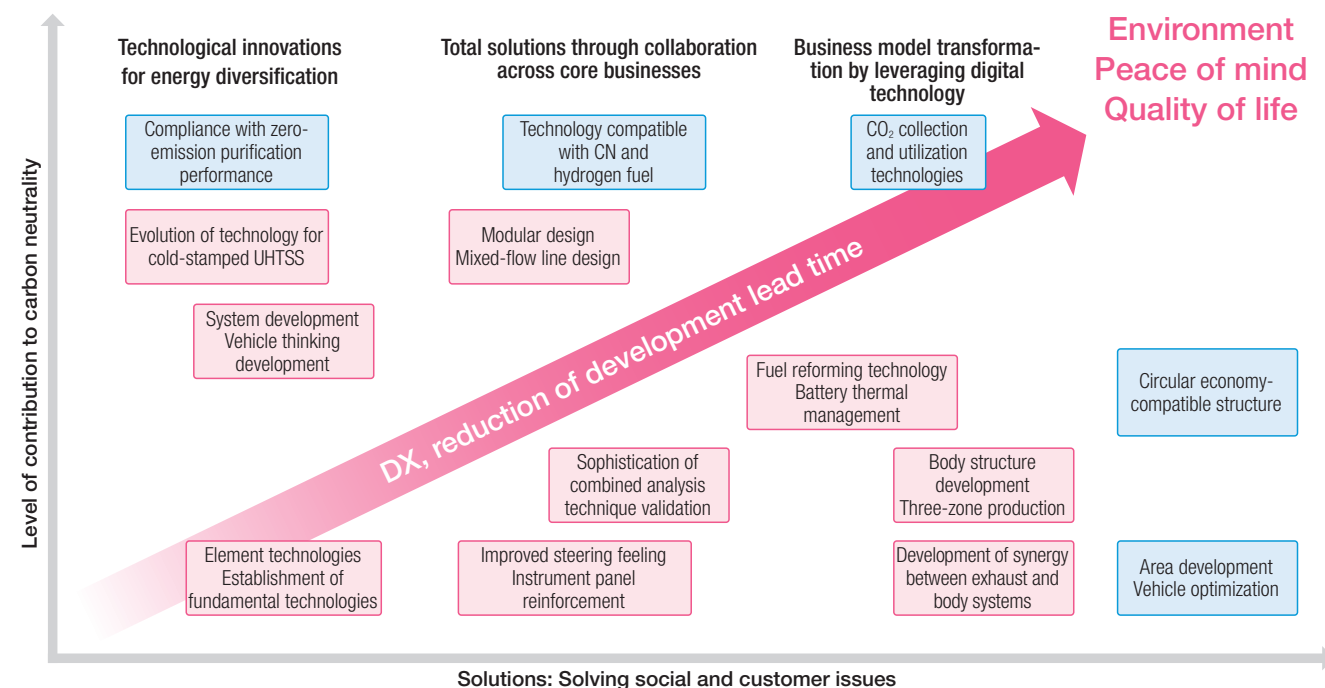 Environment
Peace of mind
Quality of life
Technological innovations
for energy diversification
Total solutions through collaboration
across core businesses
Business model transforma-
tion by leveraging digital
technology
Compliance with zero-
emission purification
performance
Technology compatible
with CN and
hydrogen fuel
CO₂ collection
and utilization
technologies
Evolution of technology for
cold-stamped UHTSS
Modular design
Mixed-flow line design
System development
Vehicle thinking
development
DX, reduction of development lead time
Fuel reforming technology
Battery thermal
management
Circular economy-
compatible structure
Sophistication of
combined analysis
technique validation
Body structure
development
Three-zone production
Element technologies
Establishment of
fundamental technologies
Improved steering feeling
Instrument panel
reinforcement
Development of synergy
between exhaust and
body systems
Area development
Vehicle optimization
Level of contribution to carbon neutrality
Solutions: Solving social and customer issues